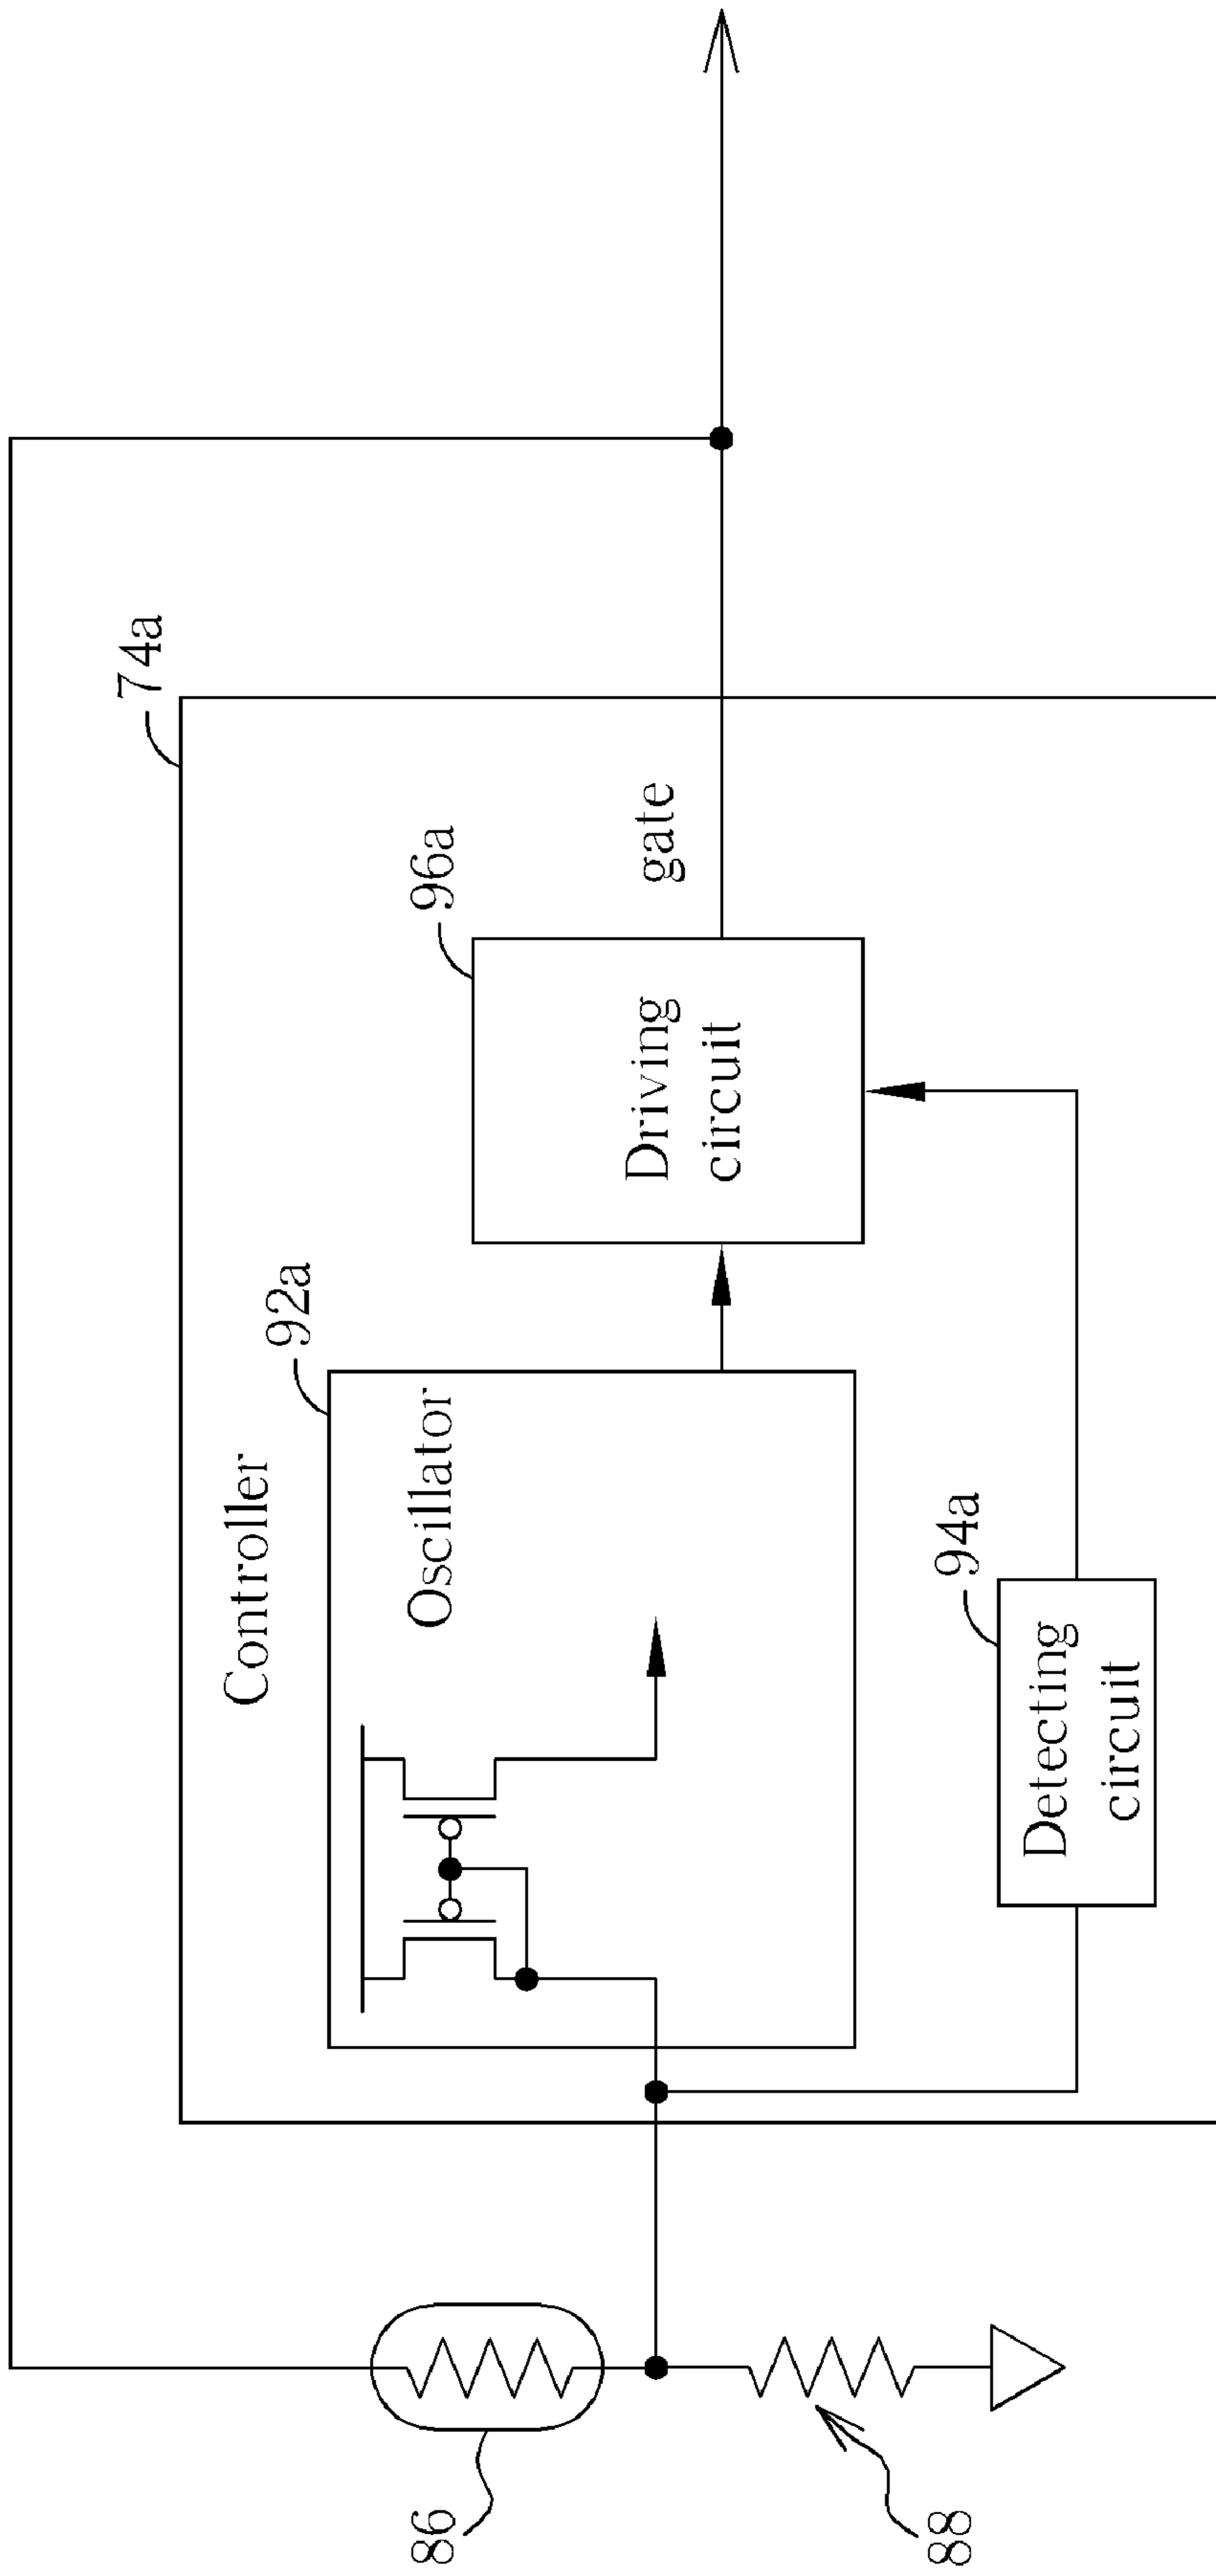 74a
Controller
92a
Oscillator
96a
Driving
circuit
gate
94a
Detecting
circuit
86
88